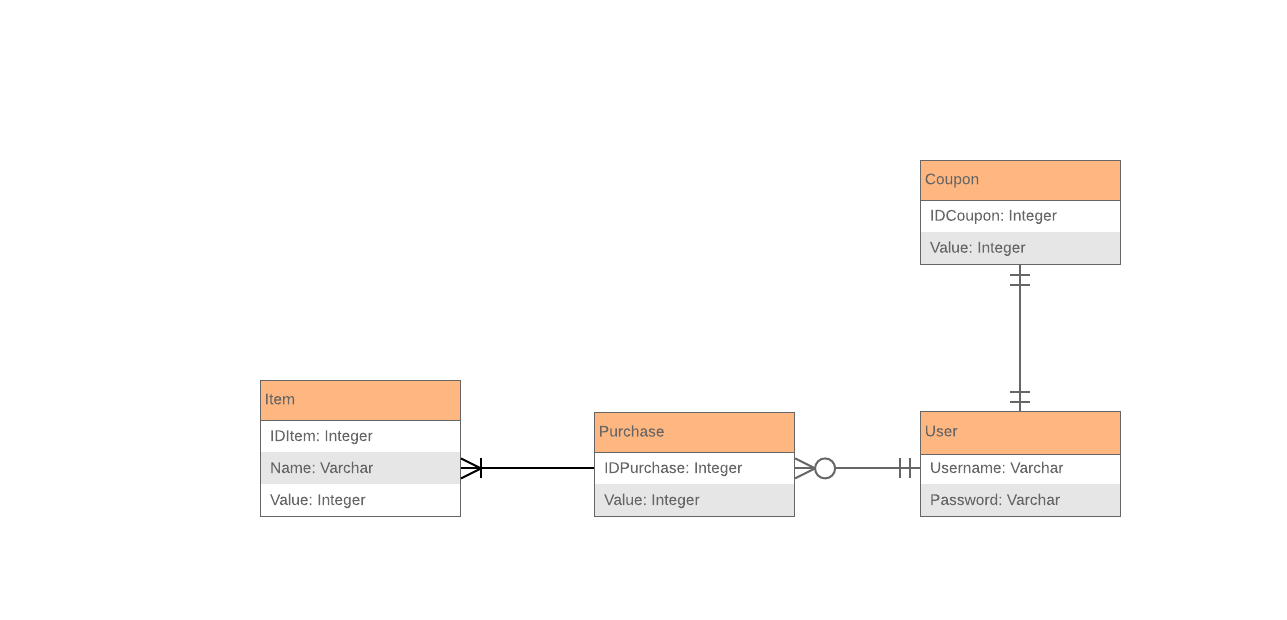 Coupon
IDCoupon: Integer
Value: Integer
Item
IDItem: Integer
Name: Varchar
Value: Integer
Purchase
IDPurchase: Integer
Value: Integer
User
Username: Varchar
Password: Varchar